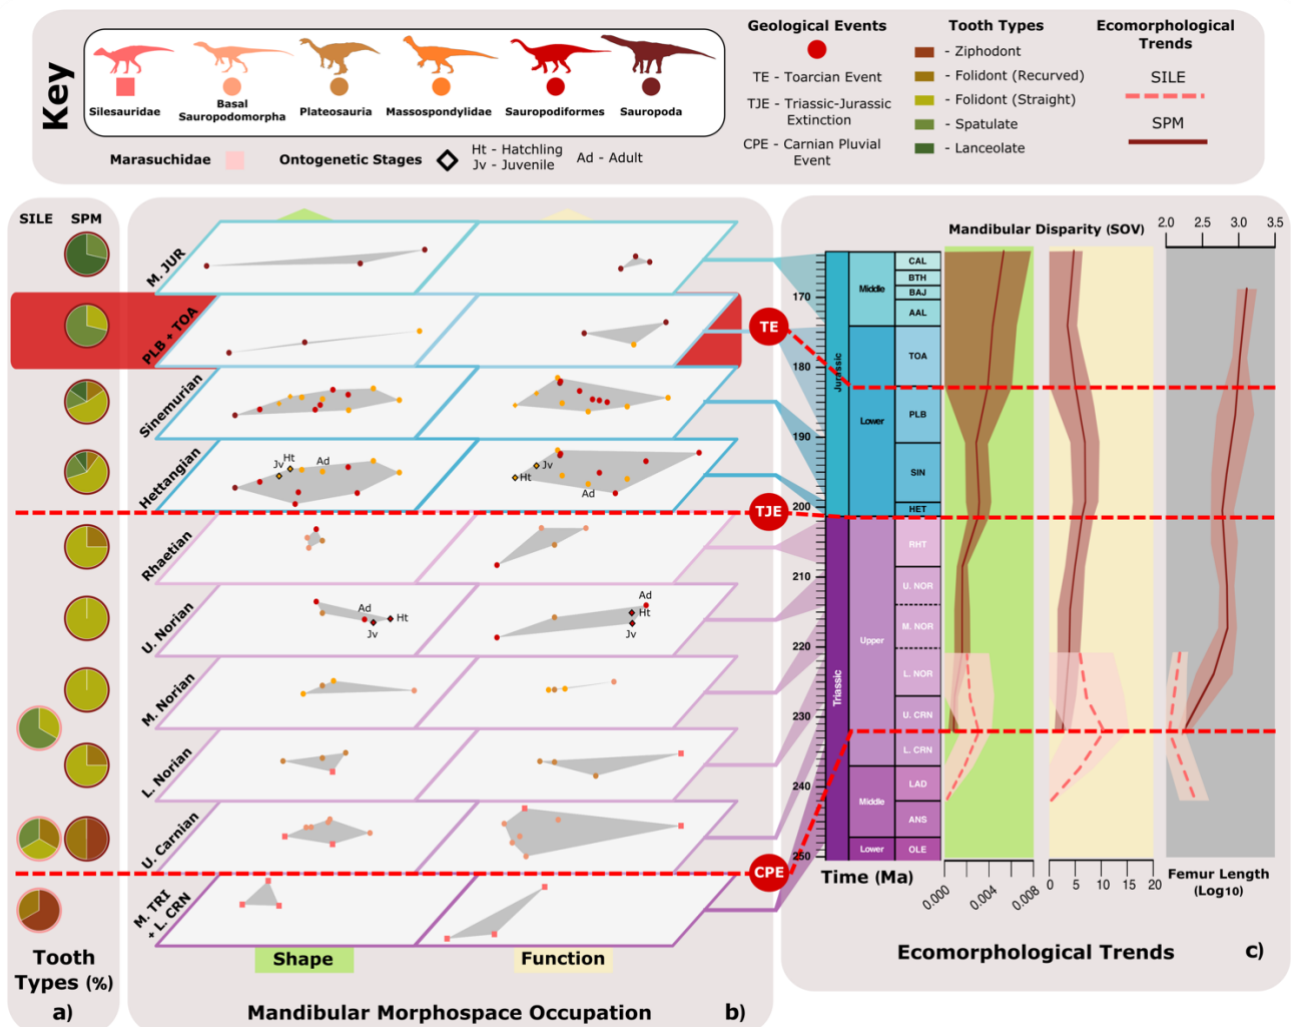 Key
Silesauridae
Basal
Sauropodomorpha
Plateosauria
Massospondylidae
Sauropodiformes
Sauropoda
Marasuchidae
Ontogenetic Stages
Ht - Hatchling
Jv - Juvenile
Ad - Adult
Geological Events
TE - Toarcian Event
TJE - Triassic-Jurassic
Extinction
CPE - Carnian Pluvial
Event
Tooth Types
- Ziphodont
- Folidont (Recurved)
- Folidont (Straight)
- Spatulate
- Lanceolate
Ecomorphological
Trends
SILE
SPM
SILE SPM
Tooth
Types (%)
a)
M. JUR
PLB + TOA
Sinemurian
Hettangian
Jv
Ht
Ad
Jv
Ht
Ad
Rhaetian
U. Norian
Ad
Ht
Jv
Ad
Ht
Jv
M. Norian
L. Norian
U. Carnian
M. TRI
+ L. CRN
Shape
Function
Mandibular Morphospace Occupation
b)
TE
TJE
CPE
Mandibular Disparity (SOV)
2.0 2.5 3.0 3.5
170
180
190
200
210
220
230
240
250
Jurassic
Triassic
Middle
Lower
Upper
Middle
Lower
CAL
BTH
BAJ
AAL
TOA
PLB
SIN
HET
RHT
U. NOR
M. NOR
L. NOR
U. CRN
L. CRN
LAD
ANS
OLE
Time (Ma)
0.000 0.004 0.008
0 5 10 15 20
Femur Length
(Log10)
Ecomorphological Trends
c)